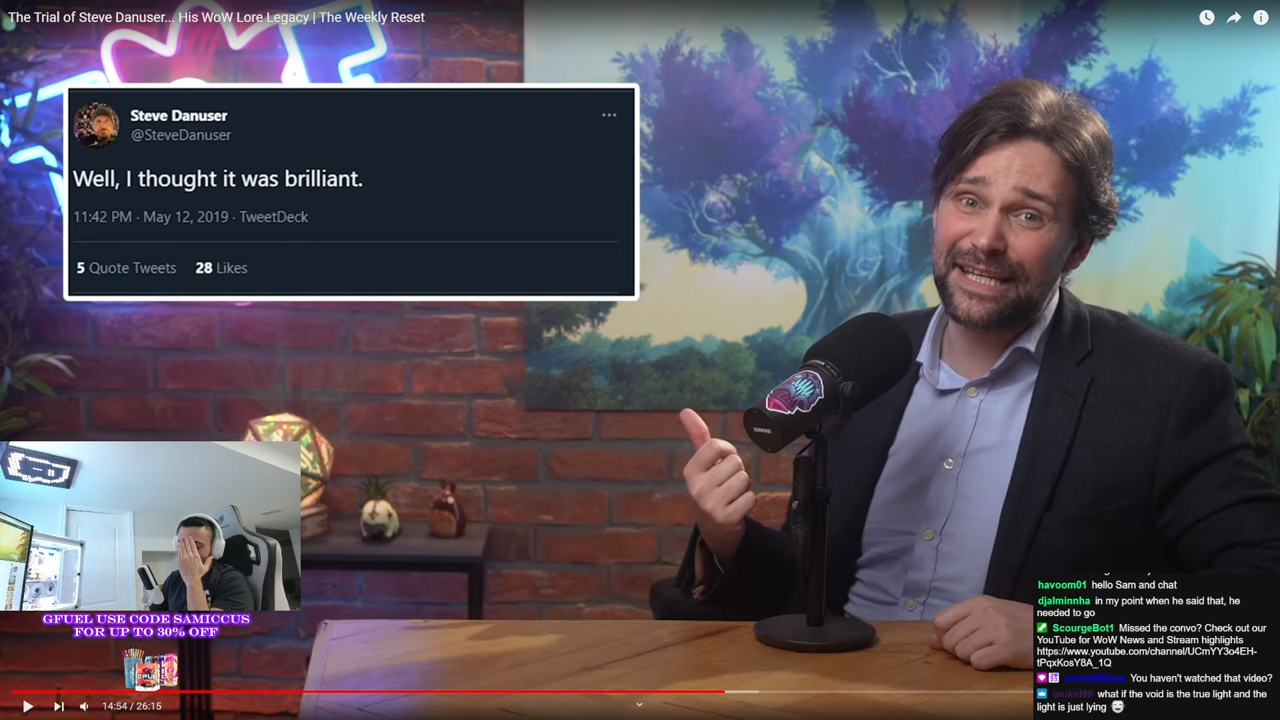 The Trial of Steve Danuser... His WoW Lore Legacy | The Weekly Reset
Steve Danuser
@SteveDanuser
Well, I thought it was brilliant.
11:42 PM · May 12, 2019 · TweetDeck
5 Quote Tweets 28 Likes
SHURE
GFUEL USE CODE SAMICCUS
FOR UP TO 30% OFF
GFUEL
havoom01 hello Sam and chat
djalminnha in my point when he said that, he
needed to go
ScourgeBot1 Missed the convo? Check out our
YouTube for WoW News and Stream highlights
https://www.youtube.com/channel/UCmYY3o4EH-
tPqxKosY8A_1Q
You haven't watched that video?
onikid89 what if the void is the true light and the
light is just lying
14:54 / 26:15